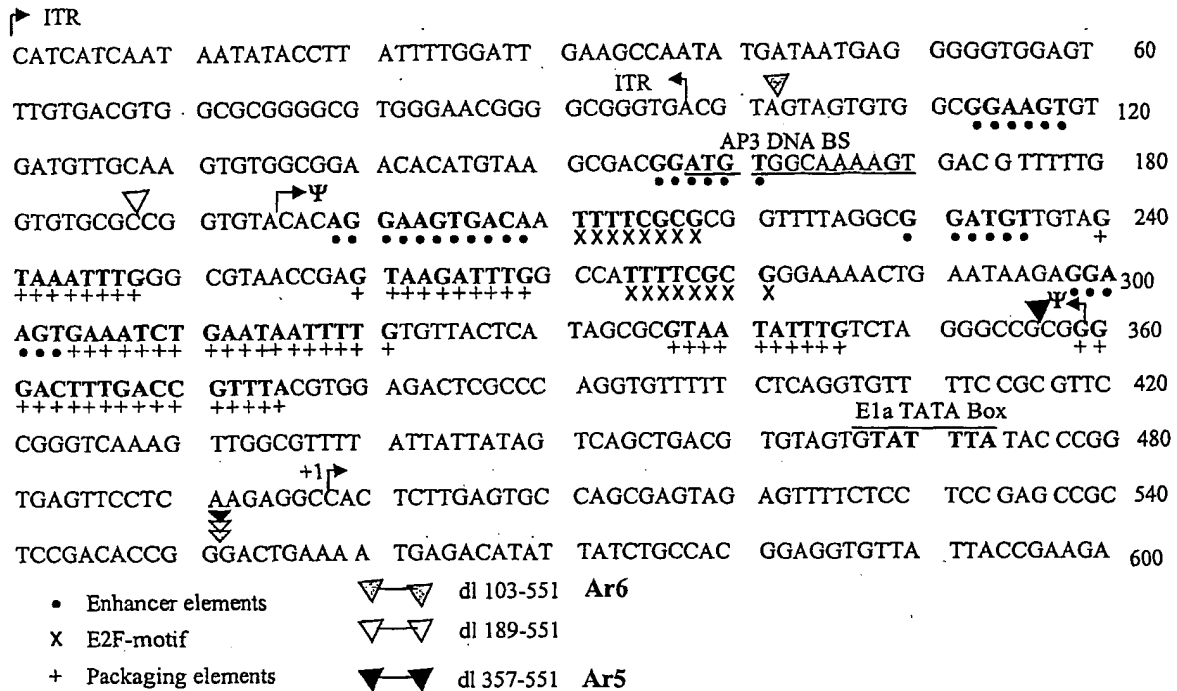 ITR
CATCATCAAT AATATACCTT ATTTTGGATT GAAGCCAATA TGATAATGAG GGGGTGGAGT 60
ITR
TTGTGACGTG GCGCGGGGCG TGGGAACGGG GCGGGTGACG TAGTAGTGTG GCGGAAGTGT 120
AP3 DNA BS
GATGTTGCAA GTGTGGCGGA ACACATGTAA GCGACGGATG TGGCAAAAGT GAC G TTTTTG 180
Ψ
GTGTGCGCCG GTGTACACAG GAAGTGACAA TTTTCGCGCG GTTTTAGGCG GATGTTGTAG 240
•• ••••••••• XXXXXXXX • ••••• +
TAAATTTGGG CGTAACCGAG TAAGATTTGG CCATTTTCGC GGGAAAACTG AATAAGAGGA 300
++++++++ + +++++++++ XXXXXXX X •••
Ψ
AGTGAAATCT GAATAATTTT GTGTTACTCA TAGCGCGTAA TATTTGTCTA GGGCCGCGGG 360
•••+++++++ ++++++++++ + ++++ ++++++ ++
GACTTTGACC GTTTACGTGG AGACTCGCCC AGGTGTTTTT CTCAGGTGTT TTC CGC GTTC 420
++++++++++ +++++
E1a TATA Box
CGGGTCAAAG TTGGCGTTTT ATTATTATAG TCAGCTGACG TGTAGTGTAT TTA TAC CCGG 480
+1
TGAGTTCCTC AAGAGGCCAC TCTTGAGTGC CAGCGAGTAG AGTTTTCTCC TCC GAG CCGC 540
TCCGACACCG GGACTGAAAA TGAGACATAT TATCTGCCAC GGAGGTGTTA TTACCGAAGA 600
• Enhancer elements dl 103-551 Ar6
X E2F-motif dl 189-551
+ Packaging elements dl 357-551 Ar5